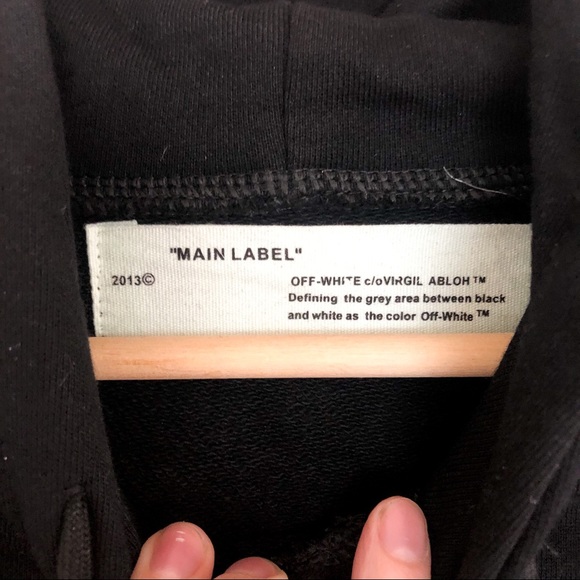 "MAIN LABEL"
2013©
OFF-WHITE c/oVIRGIL ABLOH™
Defining the grey area between black
and white as the color Off-White™